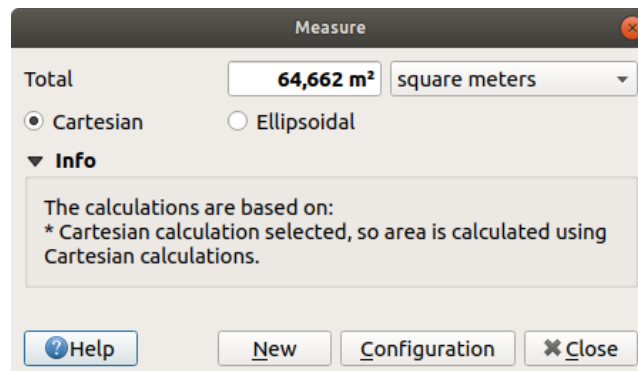 Measure
Total 64,662 m² square meters
Cartesian Ellipsoidal
Info
The calculations are based on:
* Cartesian calculation selected, so area is calculated using
Cartesian calculations.
Help New Configuration Close